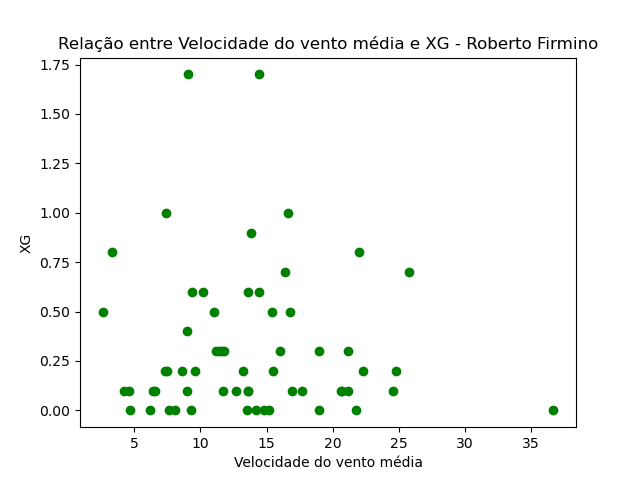 Relação entre Velocidade do vento média e XG - Roberto Firmino
1.75
1.50
1.25
1.00
0.75
0.50
0.25
0.00
XG
5 10 15 20 25 30 35
Velocidade do vento média